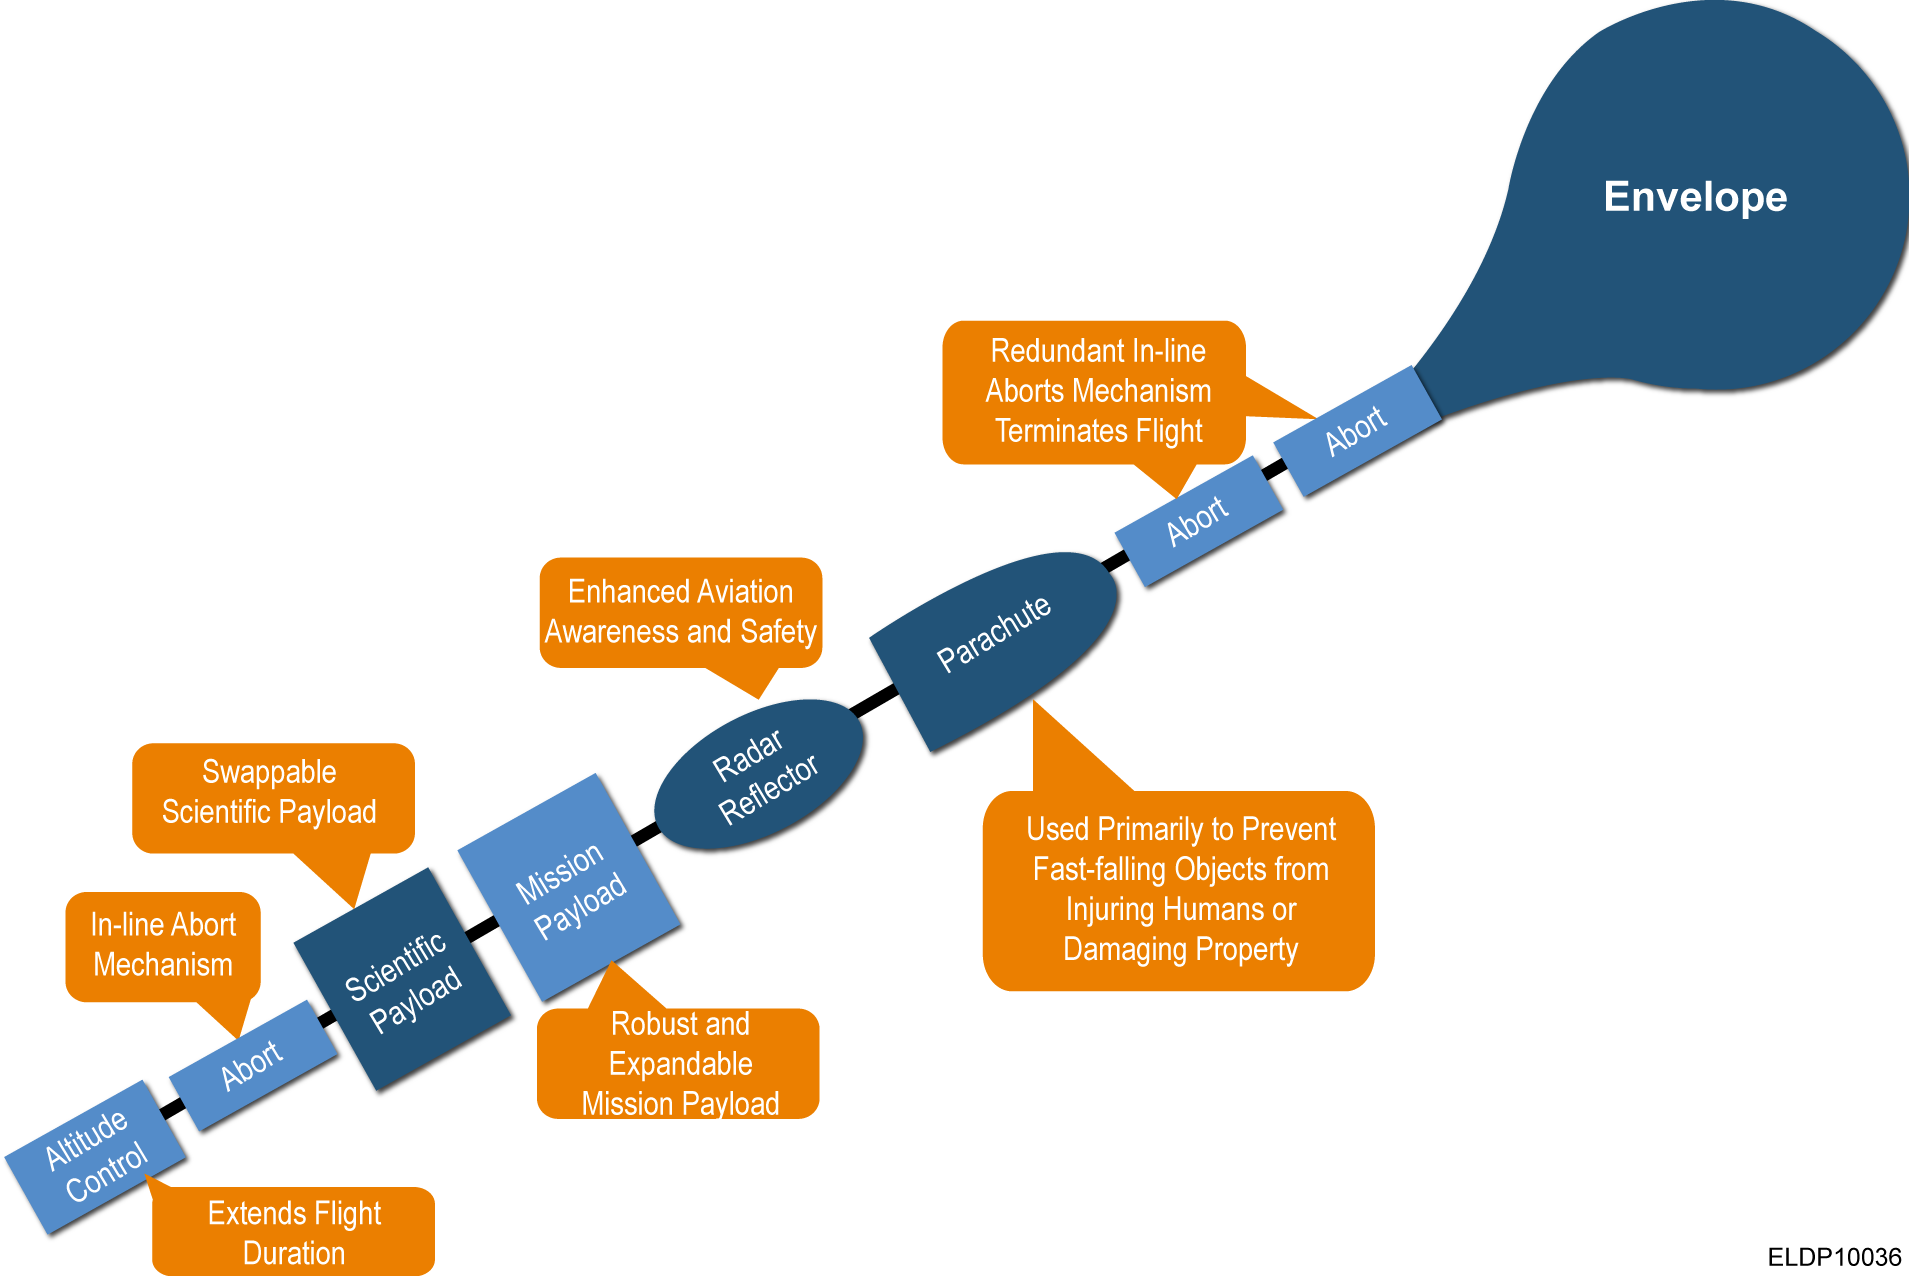 Envelope
Redundant In-line
Aborts Mechanism
Terminates Flight
Abort
Abort
Enhanced Aviation
Awareness and Safety
Parachute
Radar
Reflector
Used Primarily to Prevent
Fast-falling Objects from
Injuring Humans or
Damaging Property
Swappable
Scientific Payload
Mission
Payload
In-line Abort
Mechanism
Scientific
Payload
Robust and
Expandable
Mission Payload
Abort
Altitude
Control
Extends Flight
Duration
ELDP10036